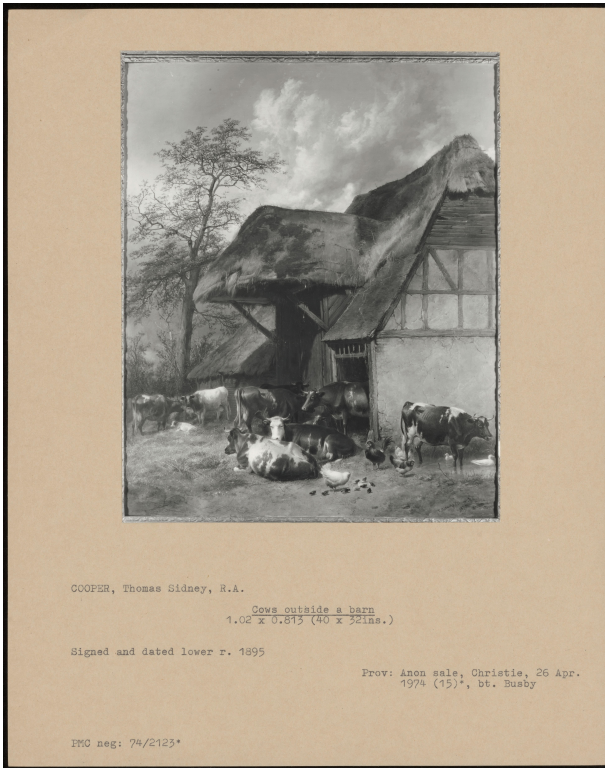 COOPER, Thomas Sidney, R.A.
Cows outside a barn
1.02 x 0.813 (40 x 32ins.)
Signed and dated lower r. 1895
Prov: Anon sale, Christie, 26 Apr.
1974 (15)*, bt. Busby
PMC neg: 74/2123*